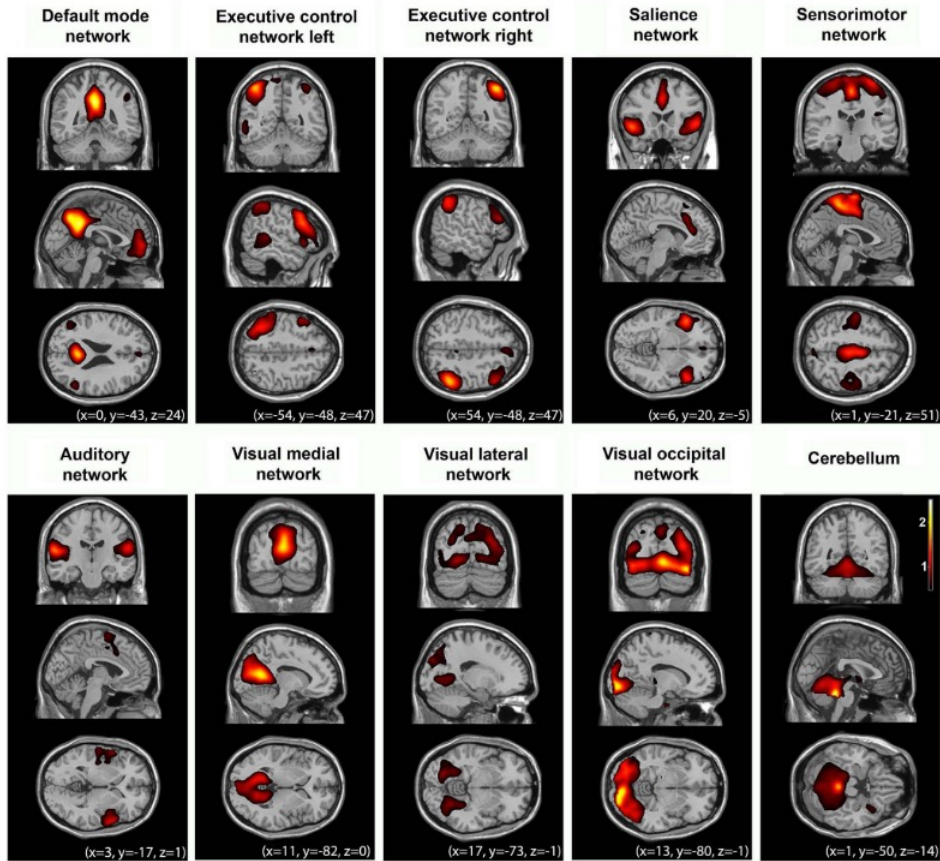 Default mode
network
Executive control
network left
Executive control
network right
Salience
network
Sensorimotor
network
(x=0, y=-43, z=24)
(x=-54, y=-48, z=47)
(x=54, y=-48, z=47)
(x=6, y=20, z=-5)
(x=1, y=-21, z=51)
Auditory
network
Visual medial
network
Visual lateral
network
Visual occipital
network
Cerebellum
2
1
(x=3, y=-17, z=1)
(x=11, y=-82, z=0)
(x=17, y=-73, z=-1)
(x=13, y=-80, z=-1)
(x=1, y=-50, z=-14)